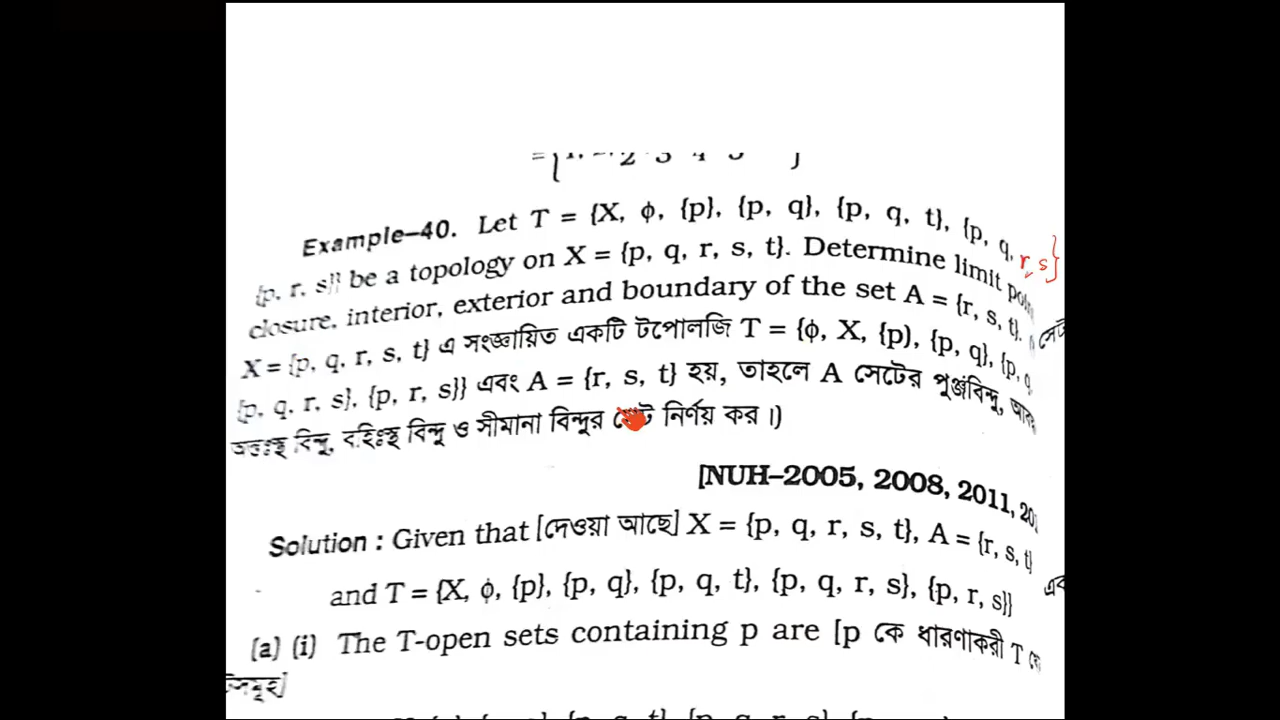 Example–40. Let T = {X, ϕ, {p}, {p, q}, {p, q, t}, {p, q, r, s}
{p, r, s}} be a topology on X = {p, q, r, s, t}. Determine limit
closure, interior, exterior and boundary of the set A = {r, s, t}.
X = {p, q, r, s, t} এ সংজ্ঞায়িত একটি টপোলজি T = {ϕ, X, {p}, {p, q}, {p, q
{p, q, r, s}, {p, r, s}} এবং A = {r, s, t} হয়, তাহলে A সেটের পুঞ্জবিন্দু,
অন্তঃস্থ বিন্দু, বহিঃস্থ বিন্দু ও সীমানা বিন্দুর নির্ণয় কর।)
[NUH–2005, 2008, 2011,
Solution : Given that [দেওয়া আছে] X = {p, q, r, s, t}, A = {r, s, t}
and T = {X, ϕ, {p}, {p, q}, {p, q, t}, {p, q, r, s}, {p, r, s}}
(a) (i) The T-open sets containing p are [p কে ধারণাকারী T